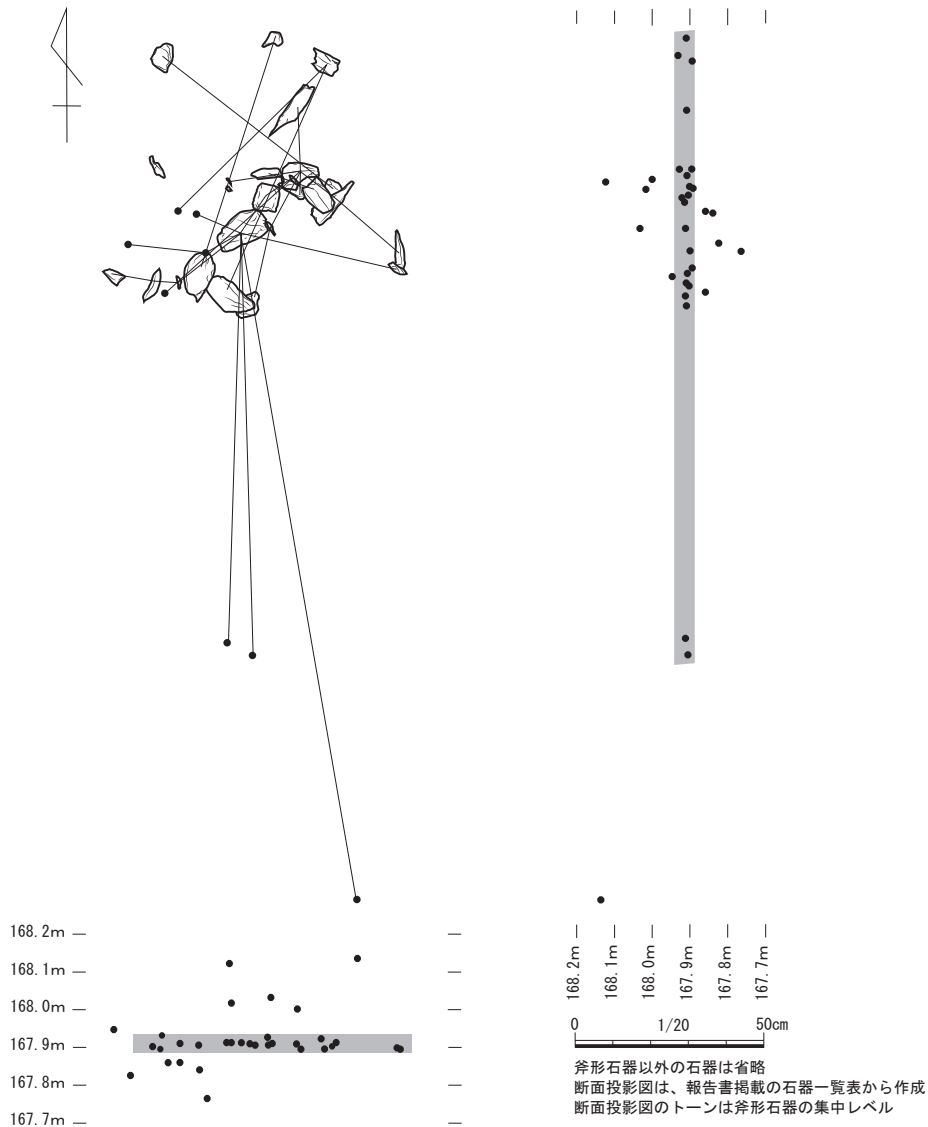 168.2m
168.1m
168.0m
167.9m
167.8m
167.7m
168.2m
168.1m
168.0m
167.9m
167.8m
167.7m
0 1/20 50cm
斧形石器以外の石器は省略
断面投影図は、報告書掲載の石器一覧表から作成
断面投影図のトーンは斧形石器の集中レベル